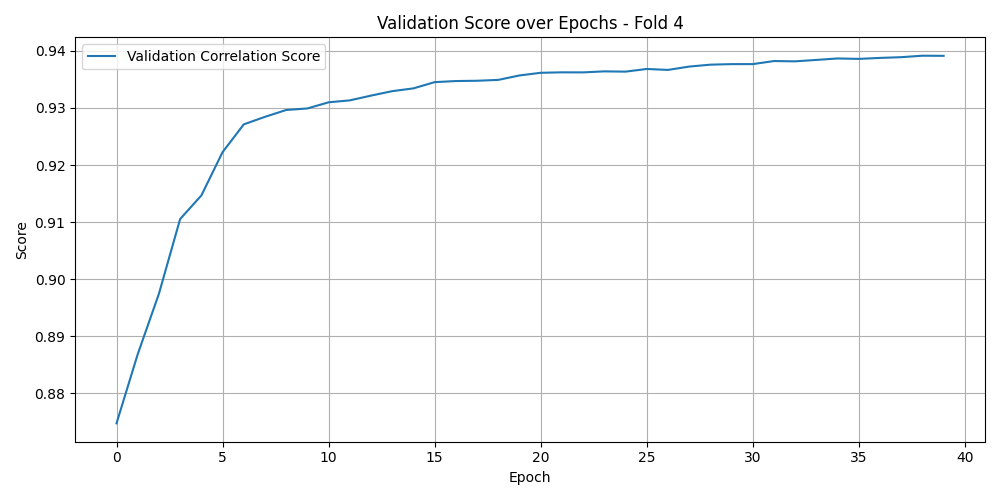 Validation Score over Epochs - Fold 4
Validation Correlation Score
0.94
0.93
0.92
0.91
0.90
0.89
0.88
Score
0 5 10 15 20 25 30 35 40
Epoch